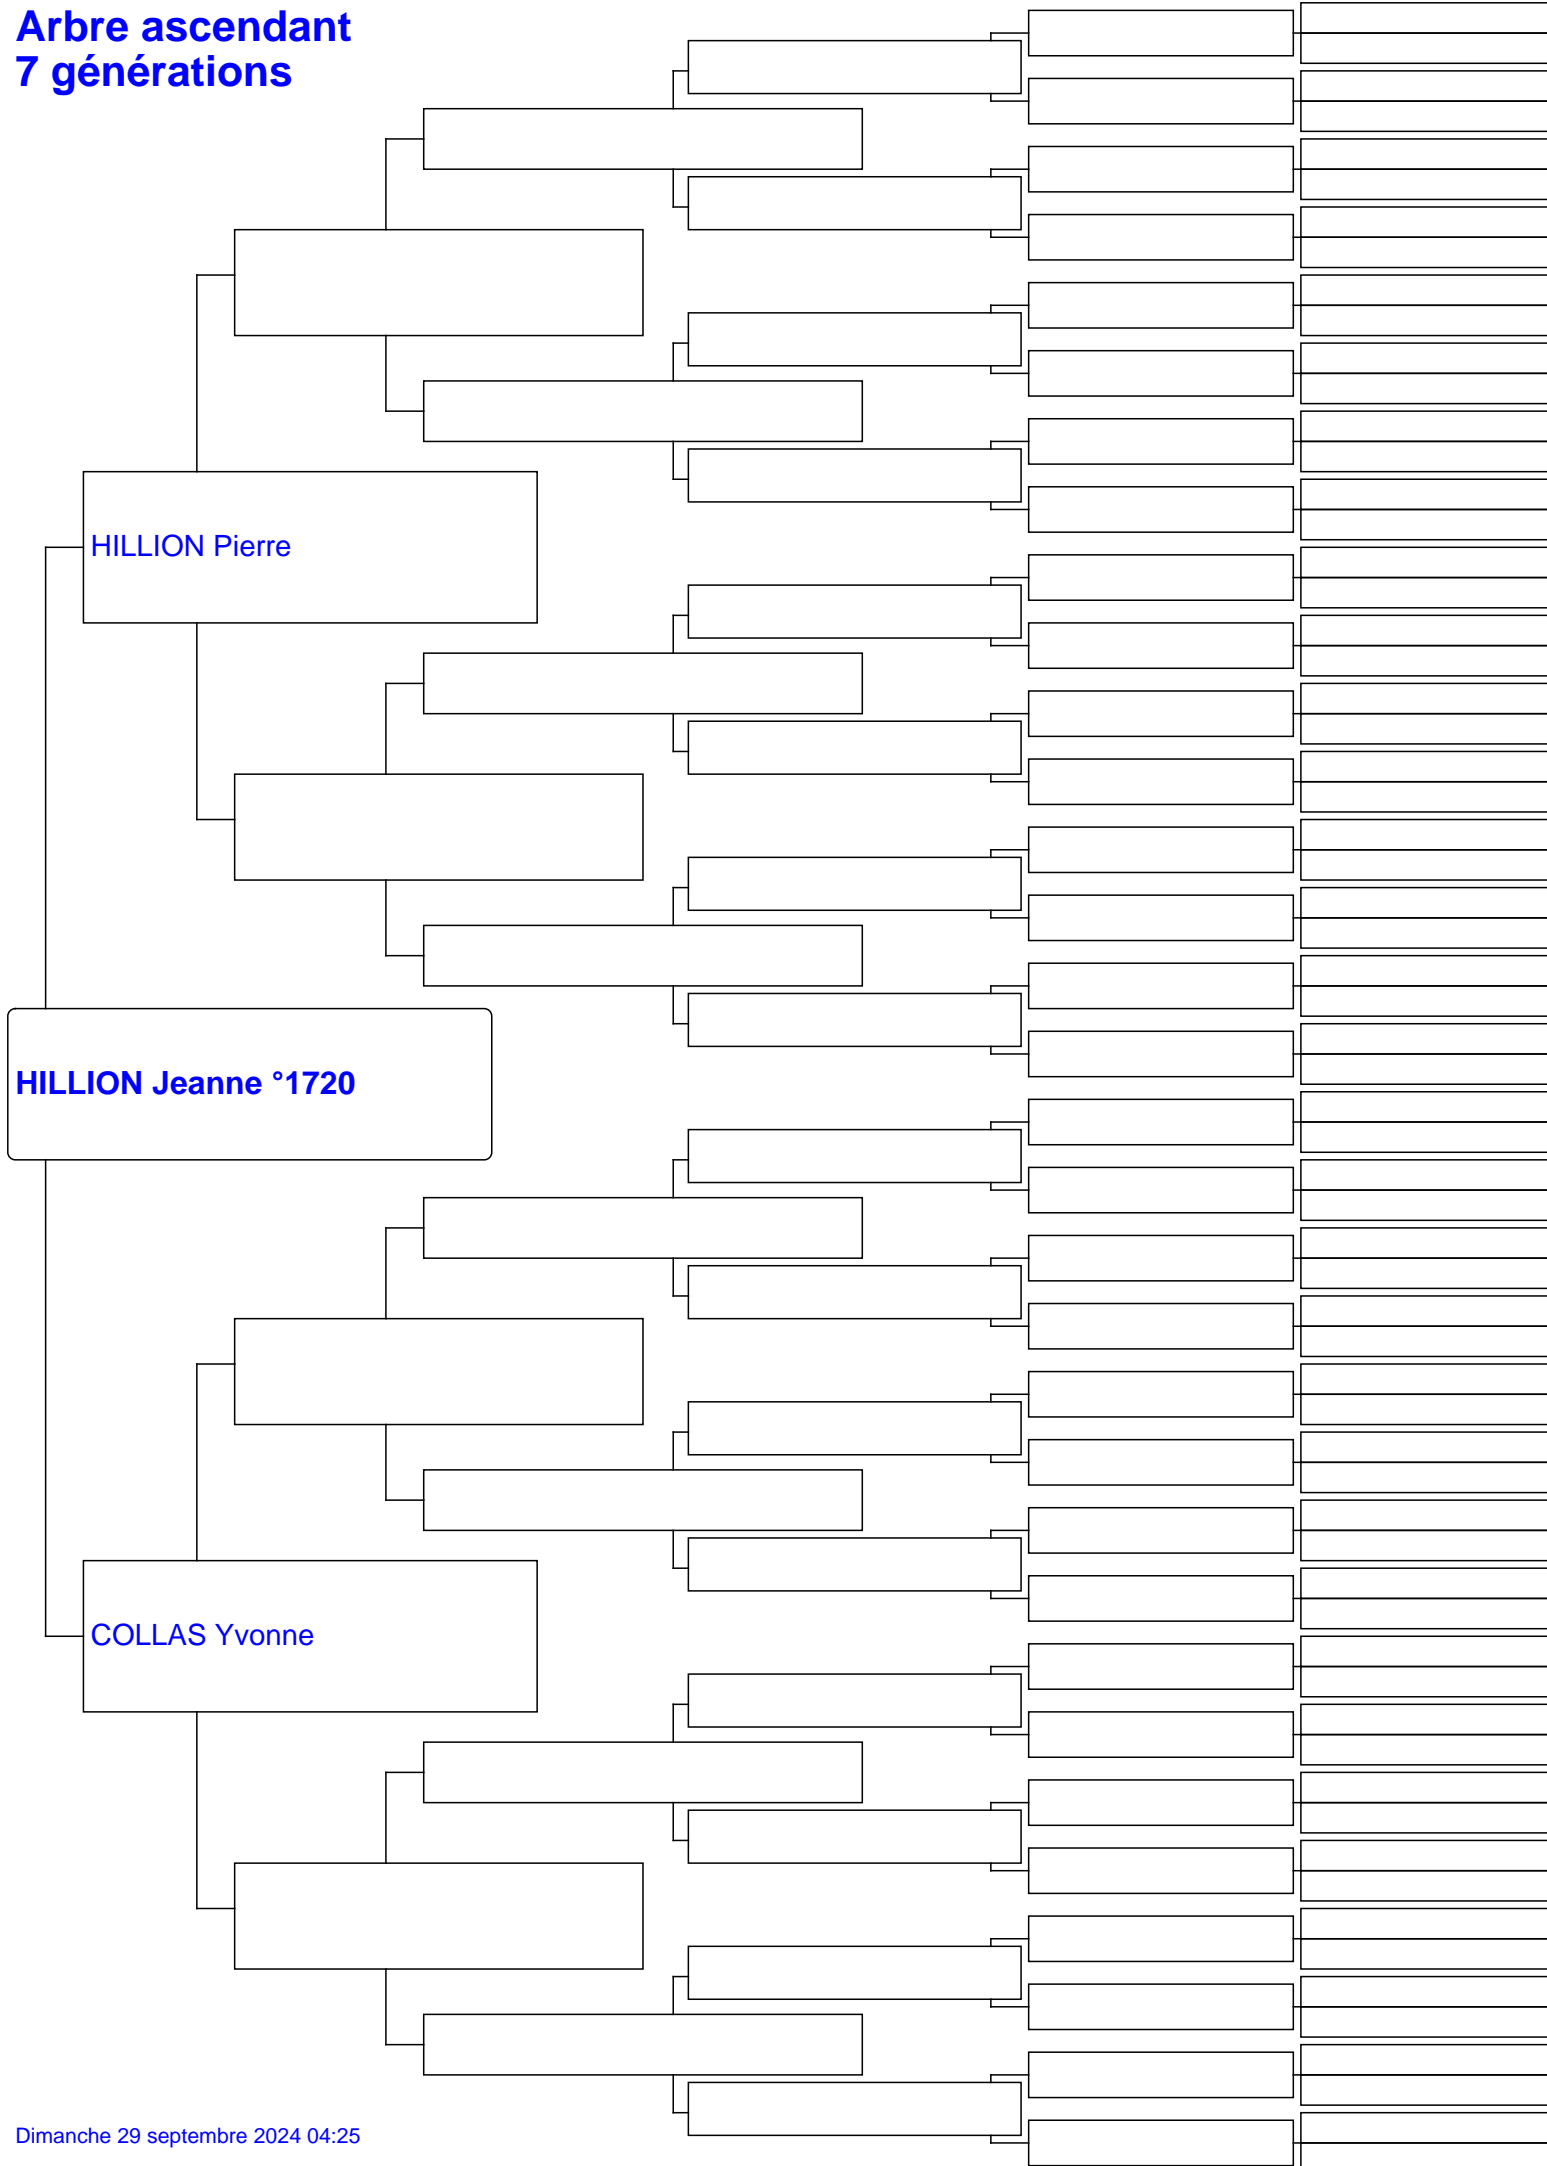 Arbre ascendant
7 générations
HILLION Pierre
HILLION Jeanne °1720
COLLAS Yvonne
Dimanche 29 septembre 2024 04:25